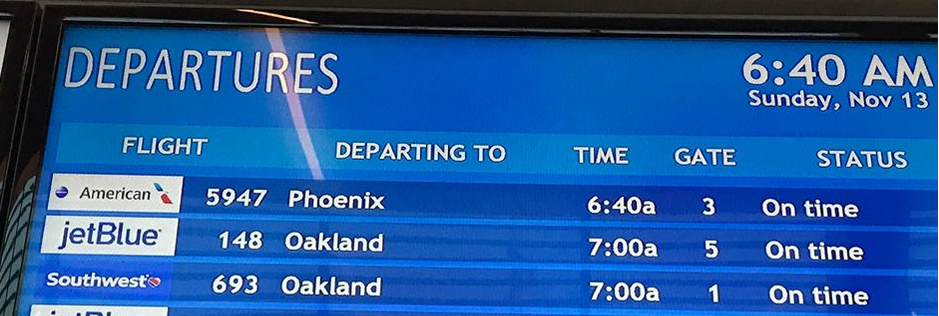 DEPARTURES 6:40 AM
Sunday, Nov 13
FLIGHT DEPARTING TO TIME GATE STATUS
American 5947 Phoenix 6:40a 3 On time
jetBlue 148 Oakland 7:00a 5 On time
Southwest 693 Oakland 7:00a 1 On time
jetBlue